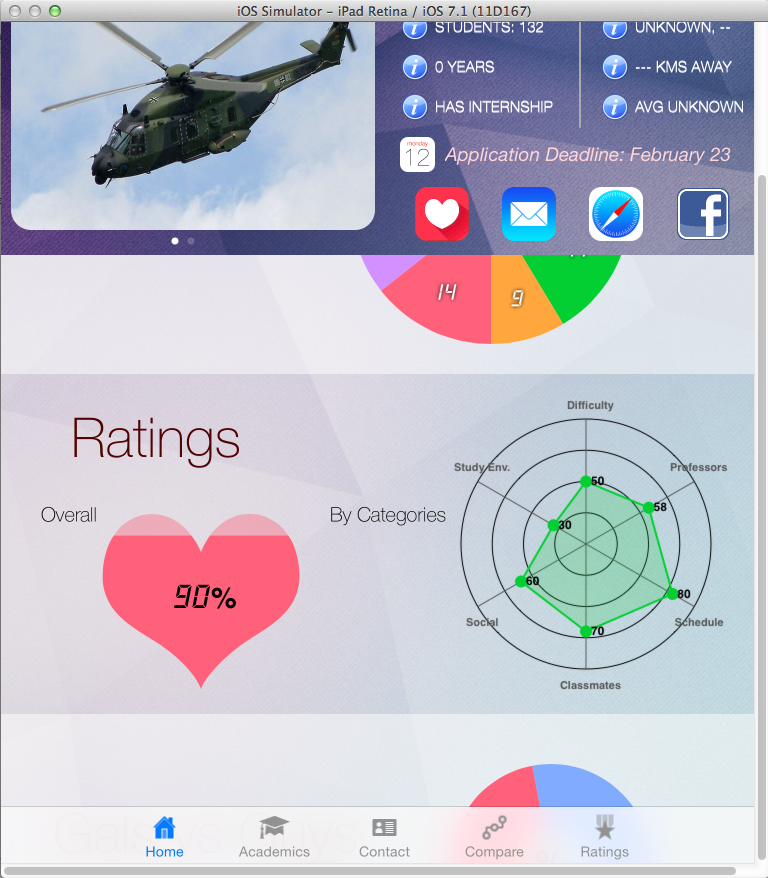 iOS Simulator – iPad Retina / iOS 7.1 (11D167)
STUDENTS: 132
UNKNOWN, --
0 YEARS
--- KMS AWAY
HAS INTERNSHIP
AVG UNKNOWN
monday
12
Application Deadline: February 23
14
9
Ratings
Difficulty
Study Env.
Professors
50
58
Overall
By Categories
30
90%
60
80
Social
Schedule
70
Classmates
Home
Academics
Contact
Compare
Ratings